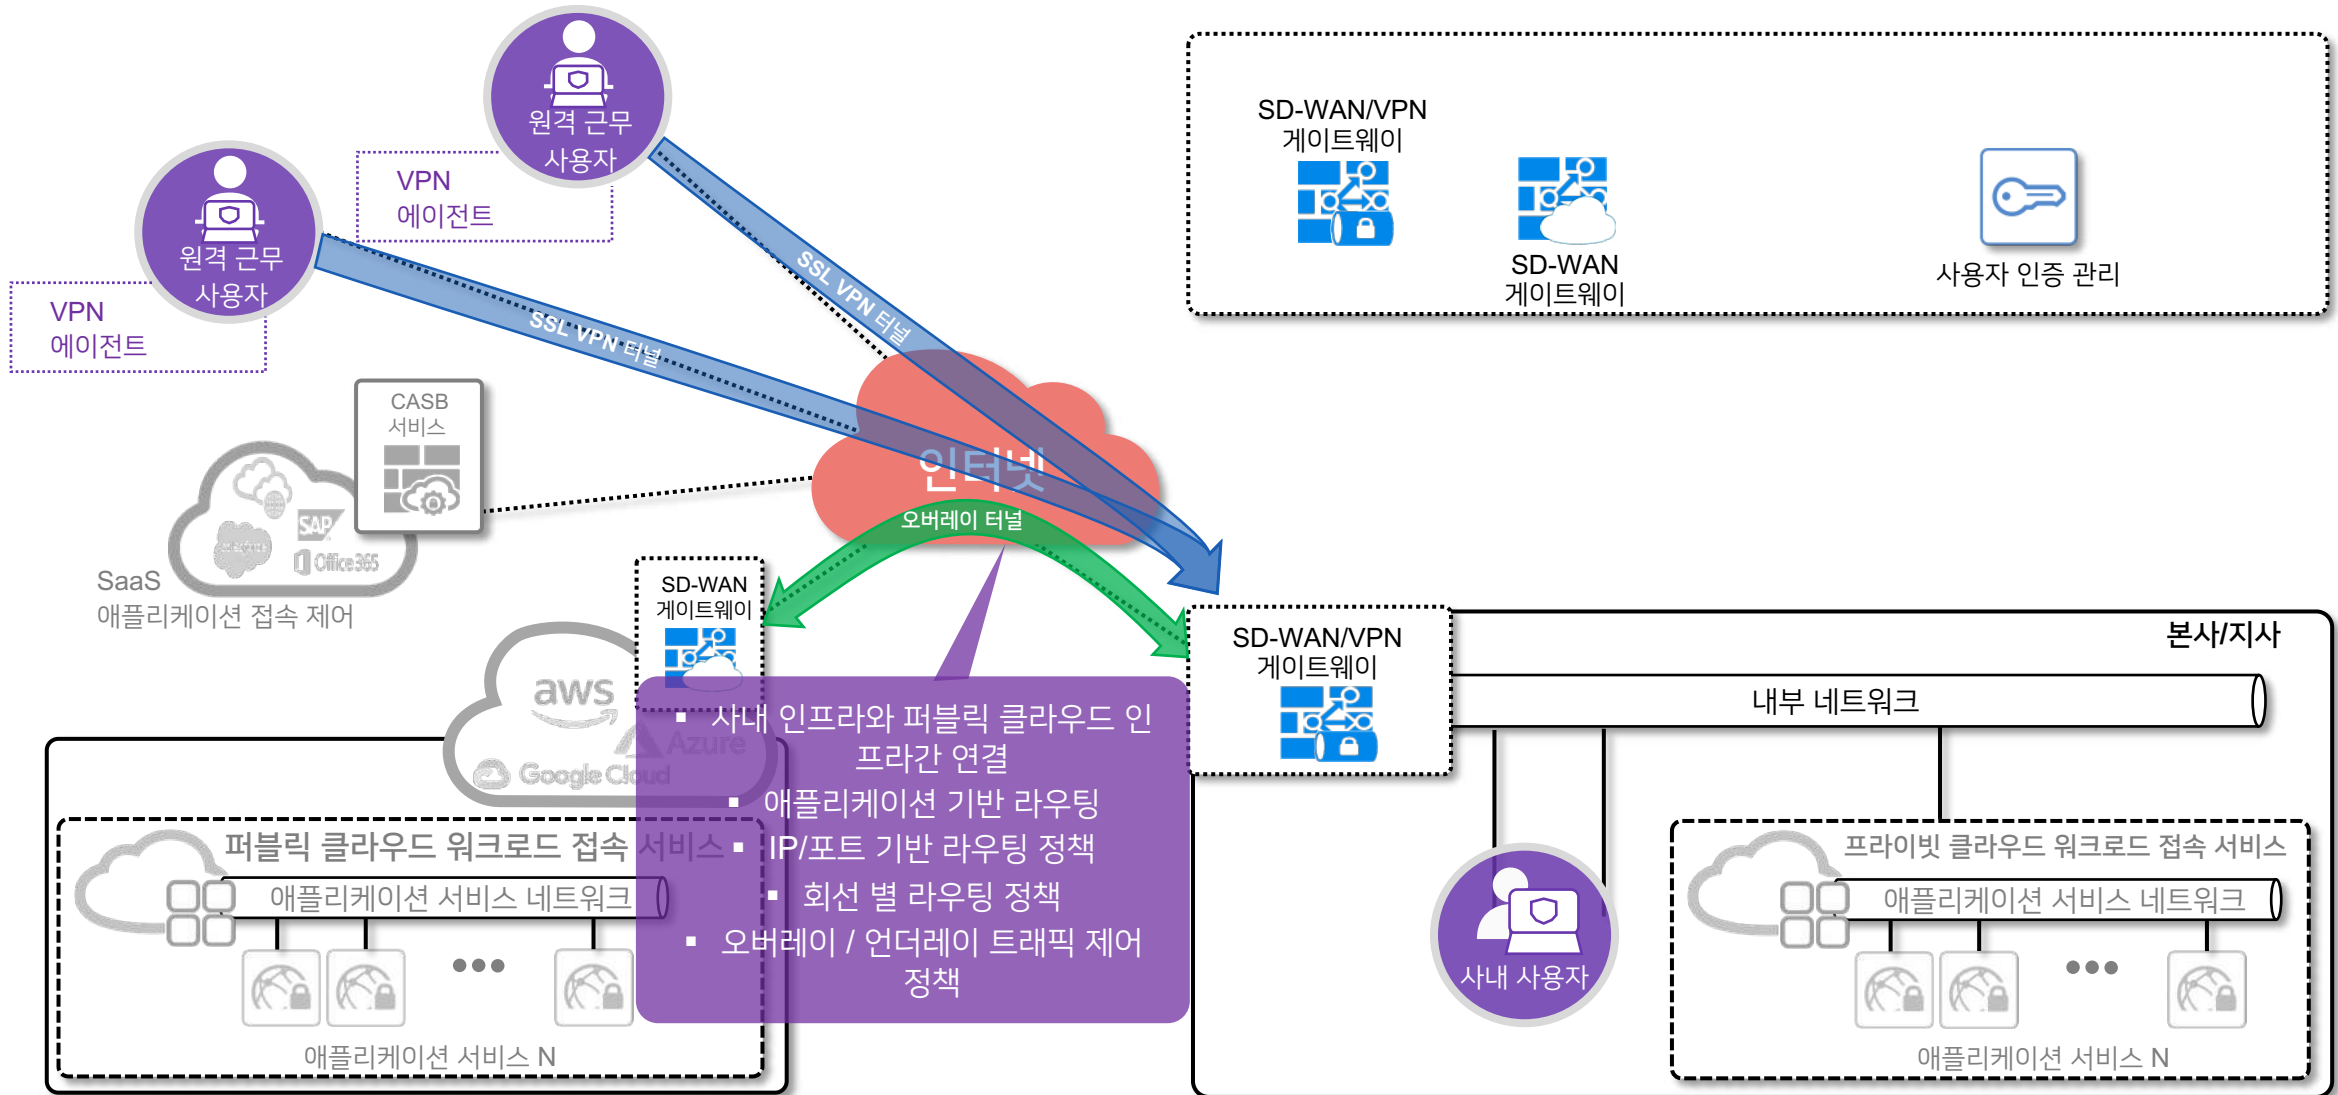 원격 근무
사용자
VPN
에이전트
원격 근무
사용자
VPN
에이전트
SSL VPN 터널
SSL VPN 터널
SD-WAN/VPN
게이트웨이
SD-WAN
게이트웨이
사용자 인증 관리
CASB
서비스
SAP
salesforce
Office 365
SaaS
애플리케이션 접속 제어
인터넷
오버레이 터널
SD-WAN
게이트웨이
aws
Azure
Google Cloud
▪ 사내 인프라와 퍼블릭 클라우드 인
프라간 연결
▪ 애플리케이션 기반 라우팅
▪ IP/포트 기반 라우팅 정책
▪ 회선 별 라우팅 정책
▪ 오버레이 / 언더레이 트래픽 제어
정책
퍼블릭 클라우드 워크로드 접속 서비스
애플리케이션 서비스 네트워크
애플리케이션 서비스 N
SD-WAN/VPN
게이트웨이
본사/지사
내부 네트워크
사내 사용자
프라이빗 클라우드 워크로드 접속 서비스
애플리케이션 서비스 네트워크
애플리케이션 서비스 N